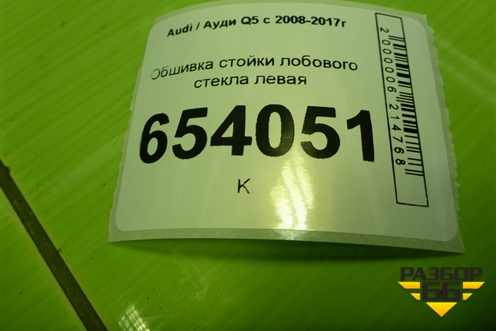 Audi / Ауди Q5 с 2008-2017г
Обшивка стойки лобового
стекла левая
654051
К
2000006214768
РАЗБОР
66